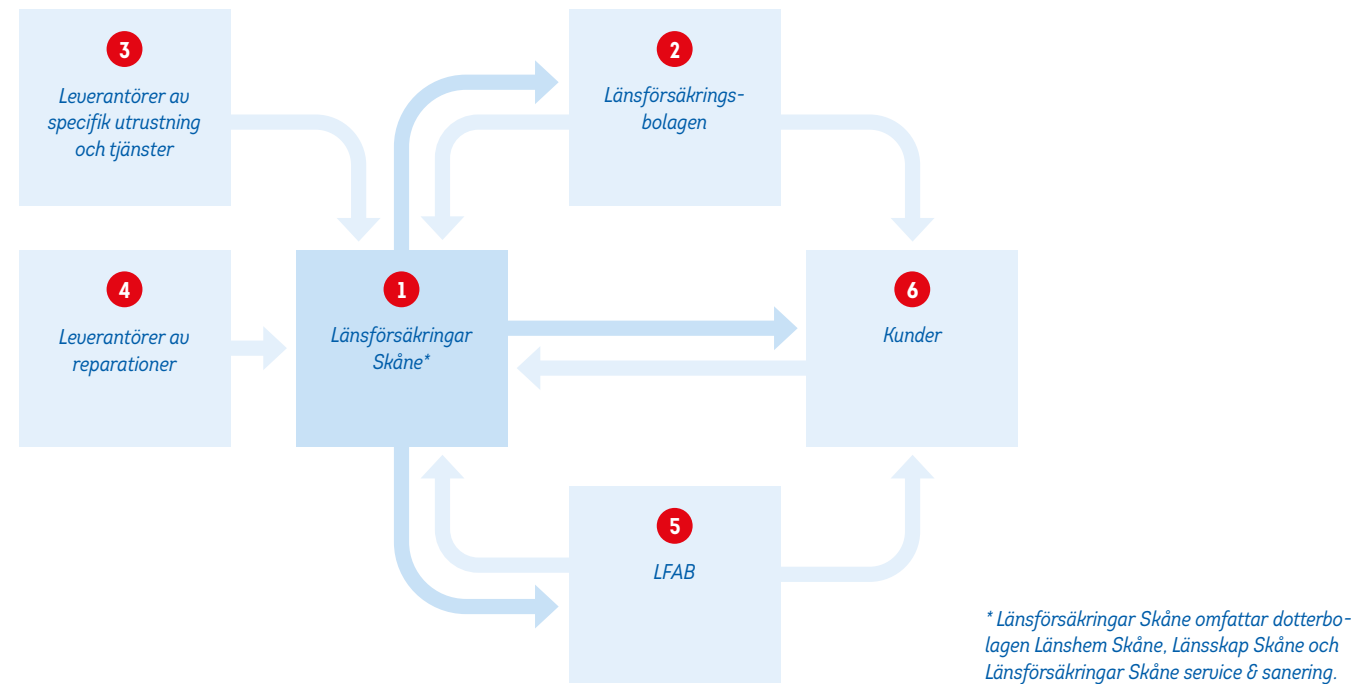 3
Leverantörer av
specifik utrustning
och tjänster
2
Länsförsäkrings-
bolagen
4
Leverantörer av
reparationer
1
Länsförsäkringar
Skåne*
6
Kunder
5
LFAB
* Länsförsäkringar Skåne omfattar dotterbo-
lagen Länshem Skåne, Länsskap Skåne och
Länsförsäkringar Skåne service & sanering.